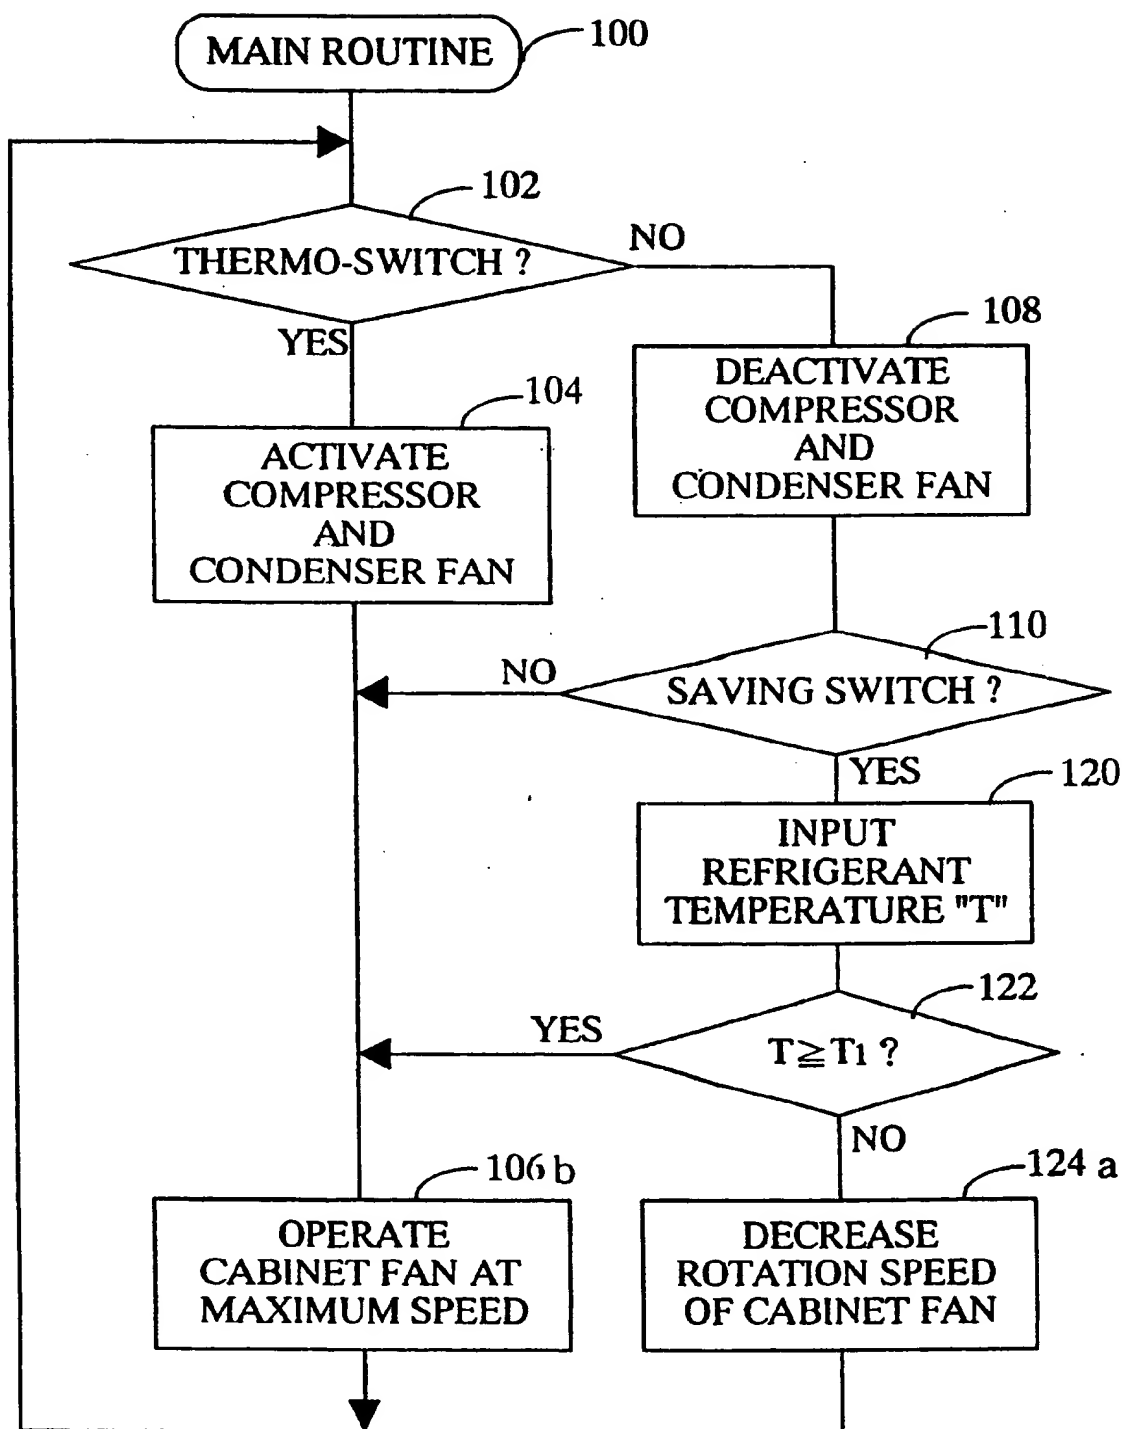 MAIN ROUTINE
100
102
THERMO-SWITCH ?
NO
YES
108
DEACTIVATE
COMPRESSOR
AND
CONDENSER FAN
104
ACTIVATE
COMPRESSOR
AND
CONDENSER FAN
110
SAVING SWITCH ?
NO
YES
120
INPUT
REFRIGERANT
TEMPERATURE "T"
122
T≧T1 ?
YES
NO
106 b
OPERATE
CABINET FAN AT
MAXIMUM SPEED
124 a
DECREASE
ROTATION SPEED
OF CABINET FAN